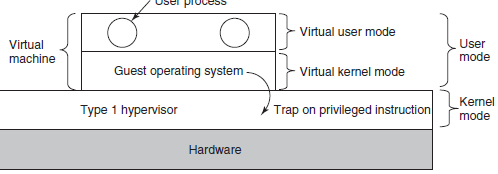 User process
Virtual
machine
Virtual user mode
User
mode
Guest operating system
Virtual kernel mode
Type 1 hypervisor
Trap on privileged instruction
Kernel
mode
Hardware